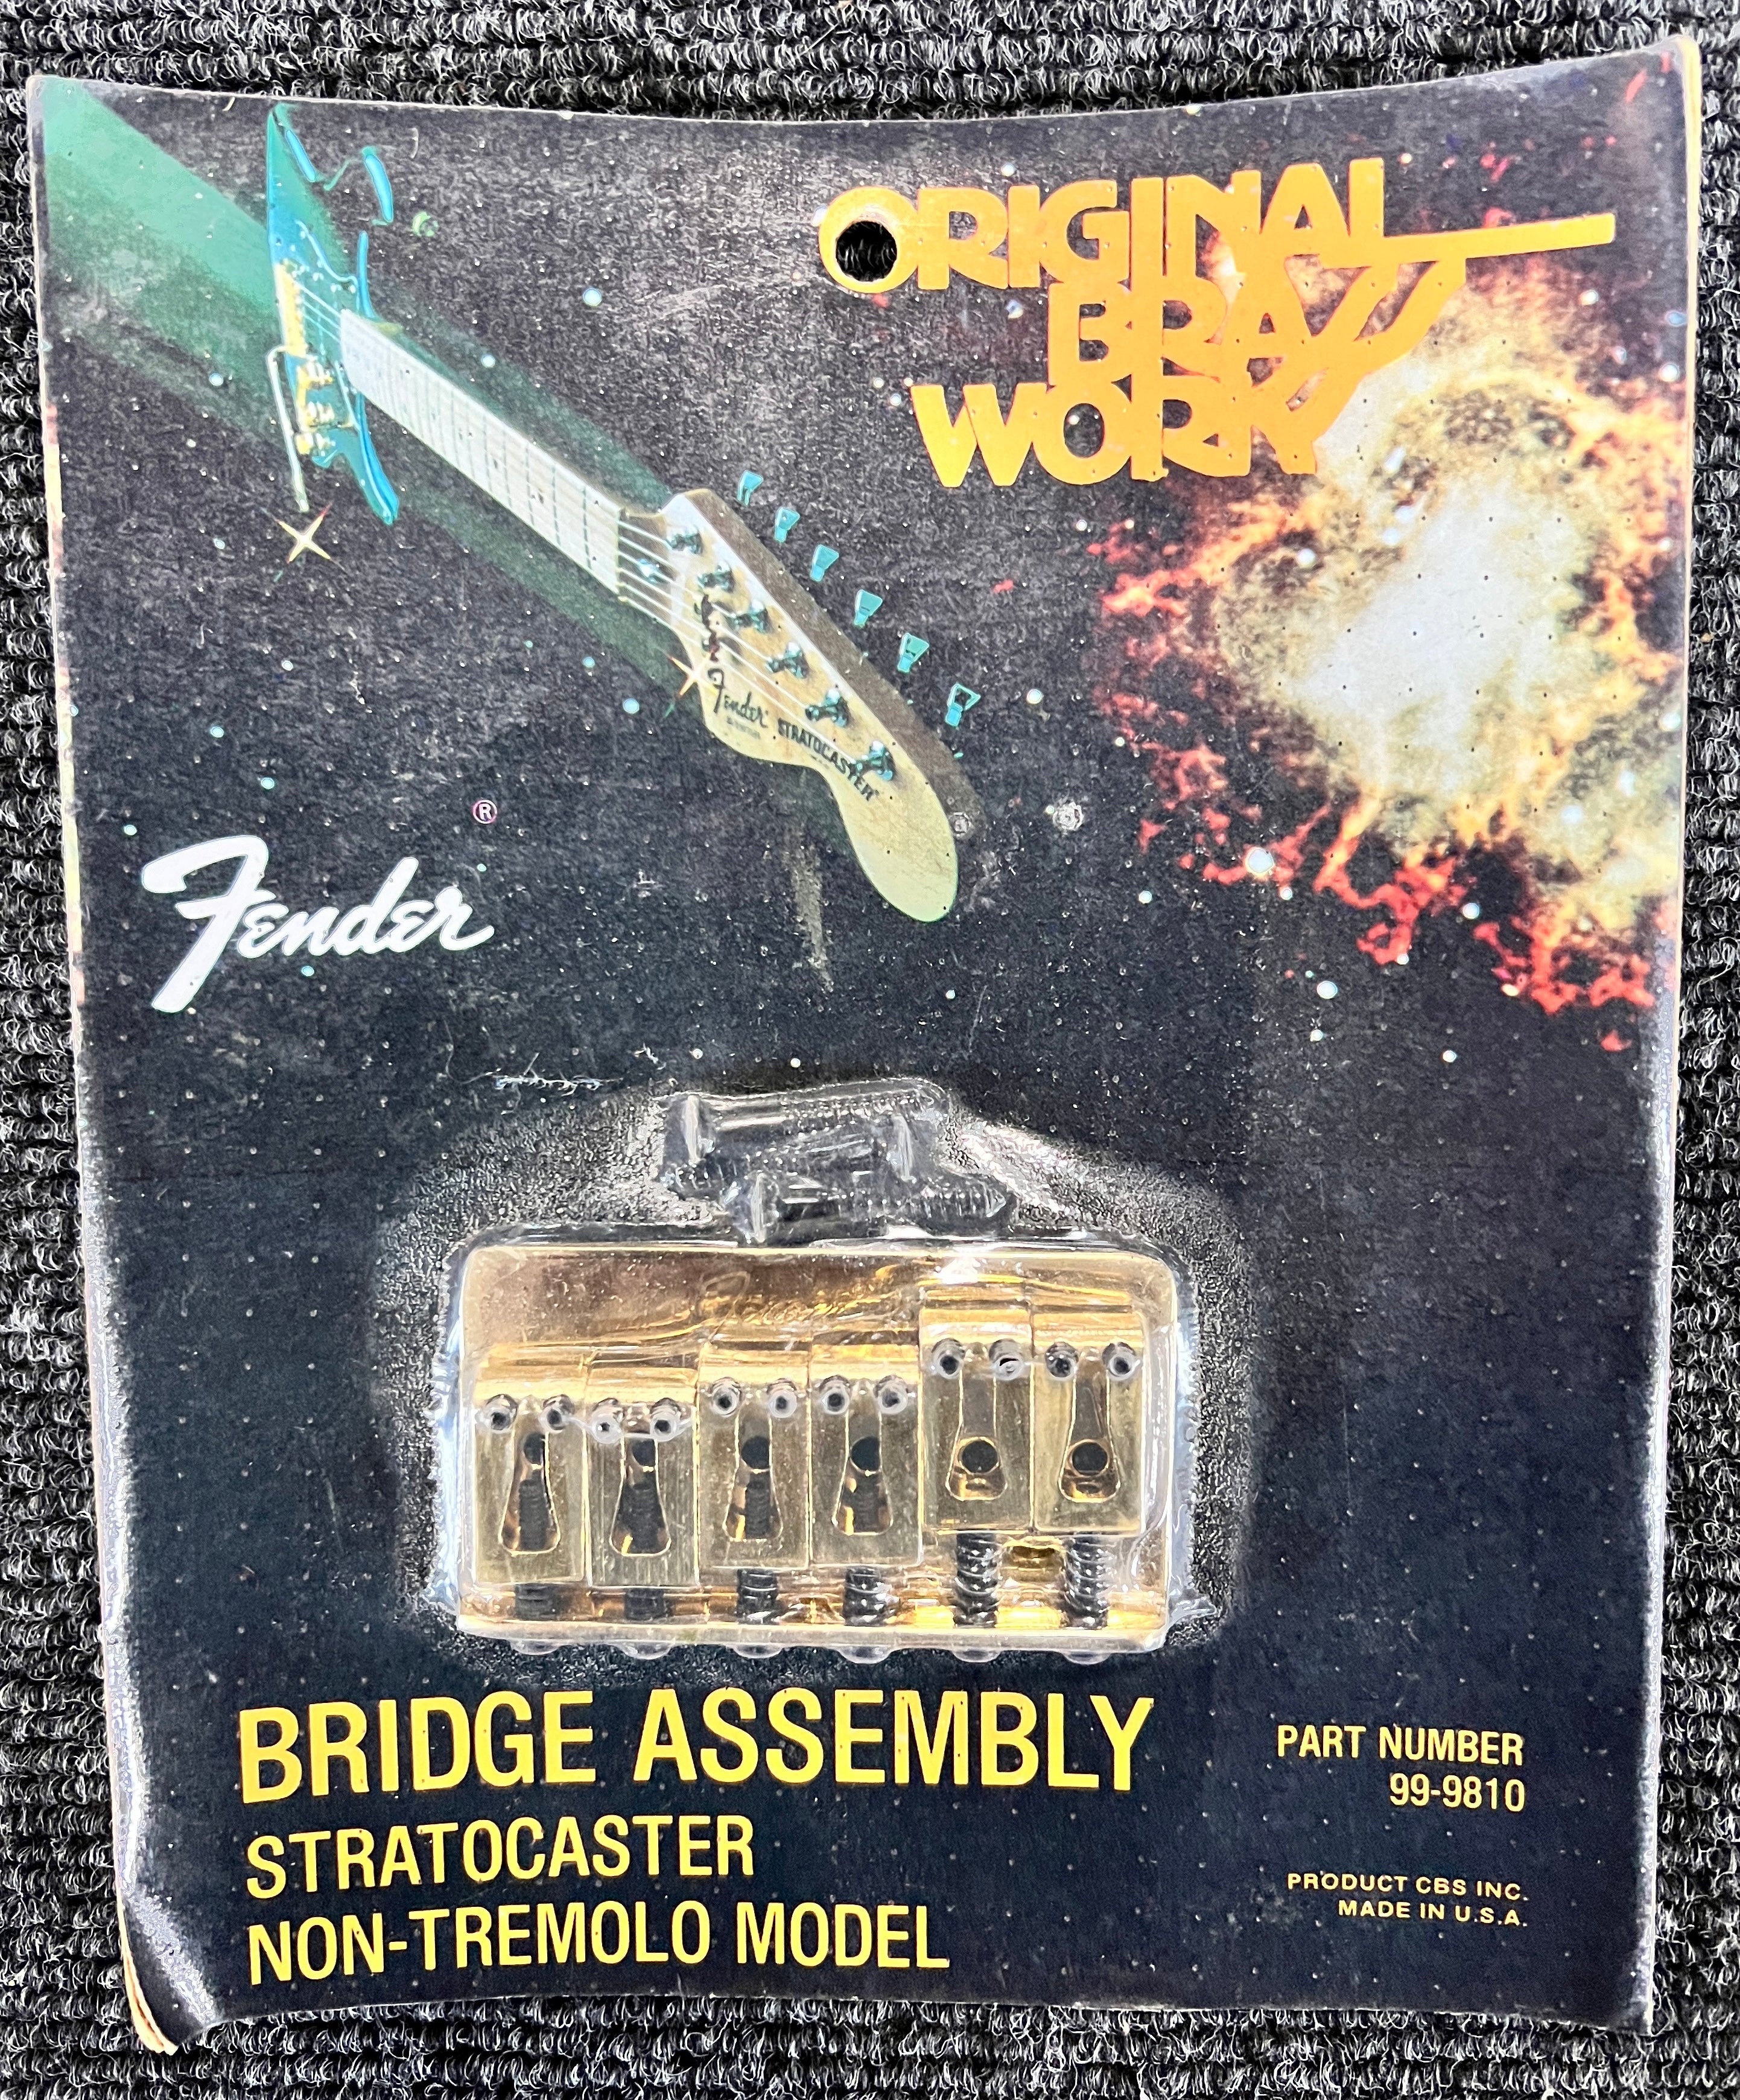 ORIGINAL
BRASS
WORK
Fender
STRATOCASTER
®
Fender
BRIDGE ASSEMBLY
STRATOCASTER
NON-TREMOLO MODEL
PART NUMBER
99-9810
PRODUCT CBS INC.
MADE IN U.S.A.